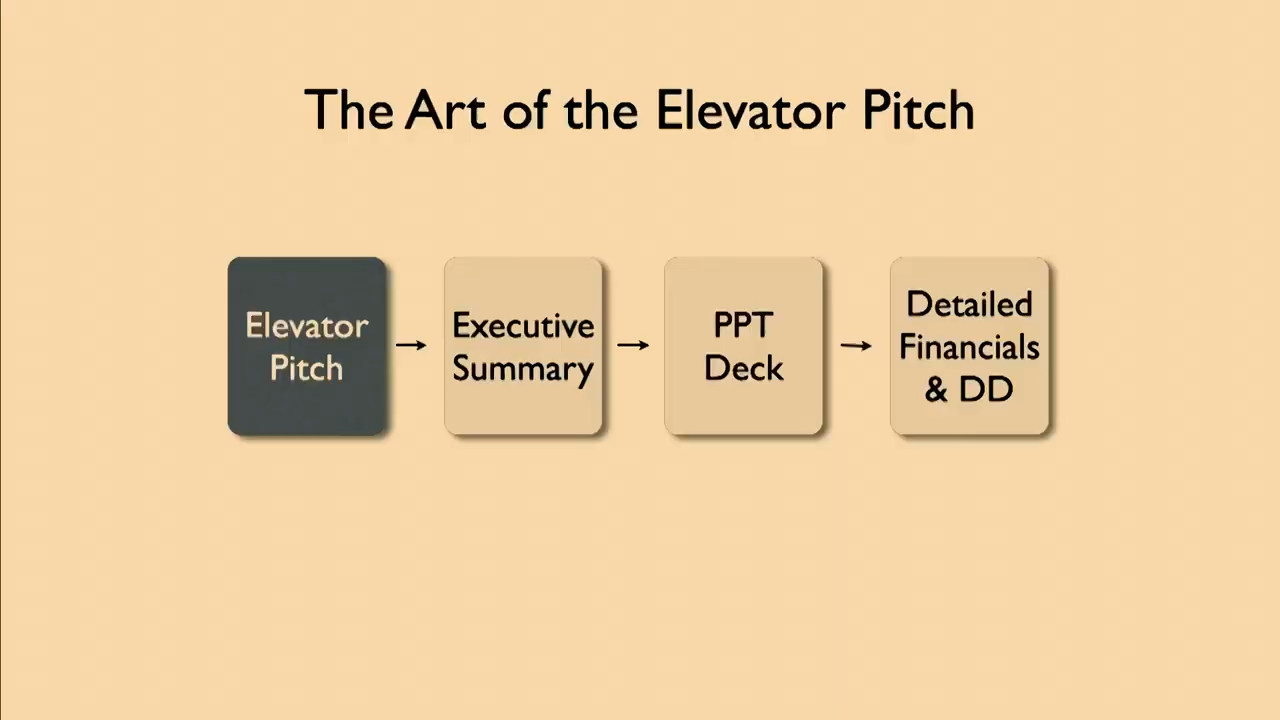 The Art of the Elevator Pitch
Elevator
Pitch
Executive
Summary
PPT
Deck
Detailed
Financials
& DD